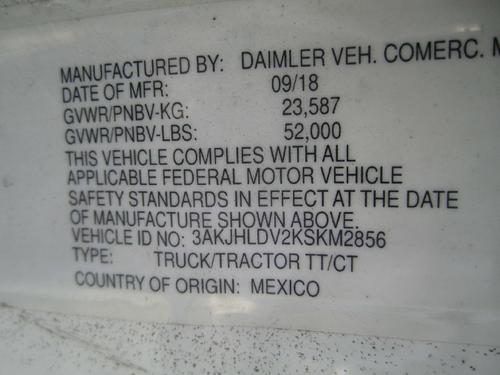 MANUFACTURED BY: DAIMLER VEH. COMERC. M
DATE OF MFR: 09/18
GVWR/PNBV-KG: 23,587
GVWR/PNBV-LBS: 52,000
THIS VEHICLE COMPLIES WITH ALL
APPLICABLE FEDERAL MOTOR VEHICLE
SAFETY STANDARDS IN EFFECT AT THE DATE
OF MANUFACTURE SHOWN ABOVE.
VEHICLE ID NO: 3AKJHLDV2KSKM2856
TYPE: TRUCK/TRACTOR TT/CT
COUNTRY OF ORIGIN: MEXICO